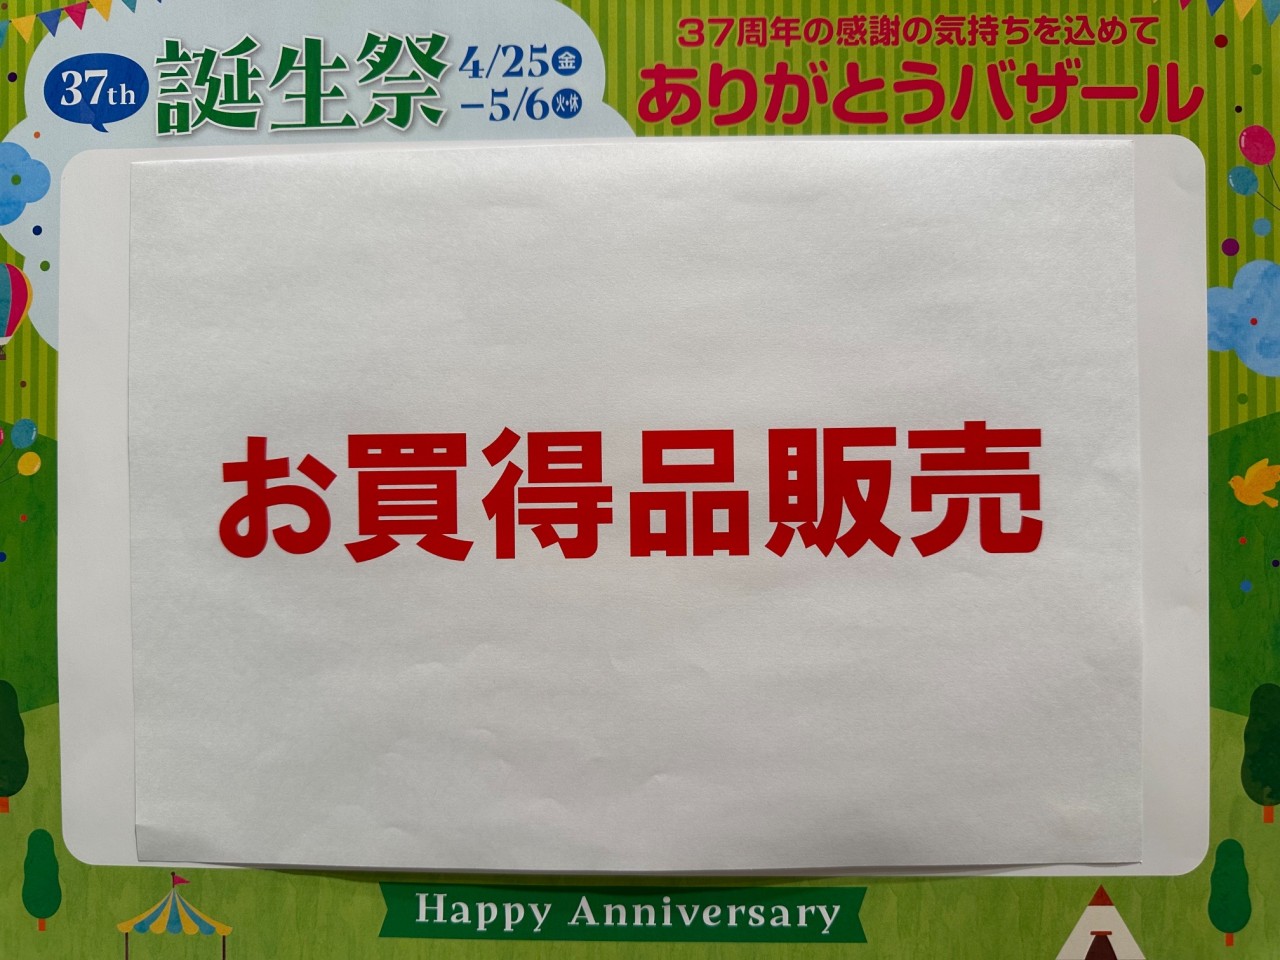 37th 誕生祭 4/25金
-5/6火・休
37周年の感謝の気持ちを込めて
ありがとうバザール
お買得品販売
Happy Anniversary